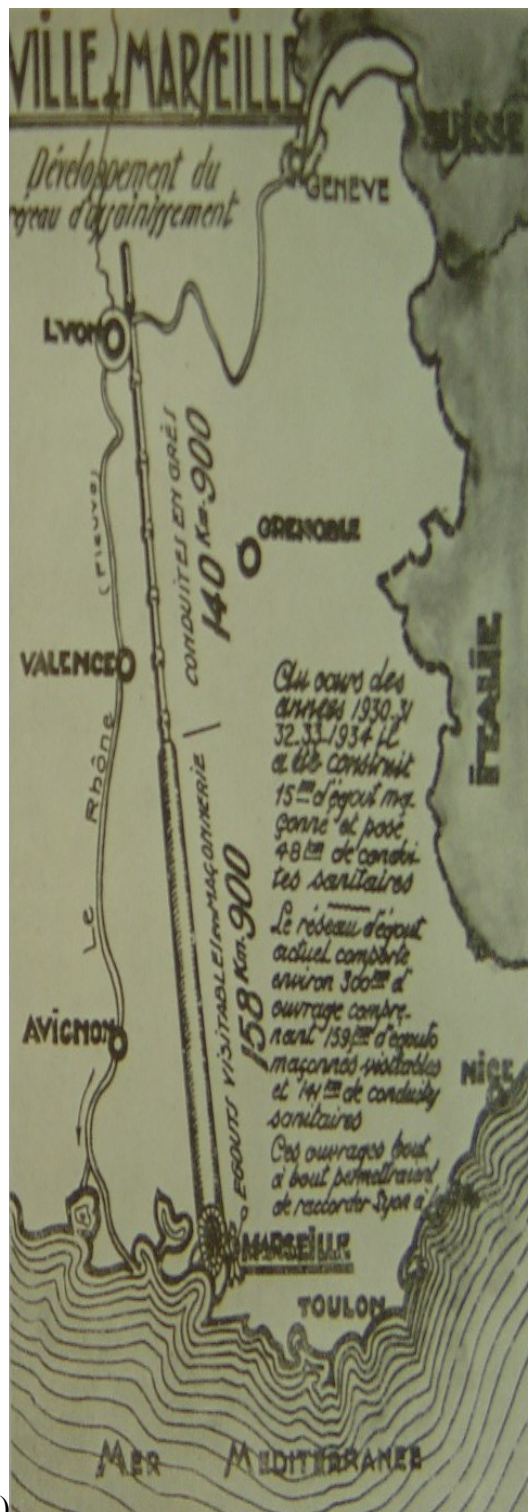 VILLE MARSEILLE
Développement du
réseau d'assainissement
SUISSE
GENEVE
LYON
(Fleuve)
CONDUITES EN GRÈS
140 Km. 900
GRENOBLE
VALENCE
ITALIE
Au cours des
années 1930.31
32.33.1934 il
a été construit
15 km d'égout ma-
çonné et posé
48 km de condui-
tes sanitaires
Le Rhône
EGOUTS VISITABLES en MAÇONNERIE
158 Km. 900
Le réseau d'égout
actuel comporte
environ 300 km d'
ouvrage compre-
nant 159 km d'égouts
maçonnés visitables
et 141 km de conduites
sanitaires
Ces ouvrages bout
à bout permettraient
de raccorder Lyon à
AVIGNON
NICE
MARSEILLE
TOULON
MER MEDITERRANEE
)